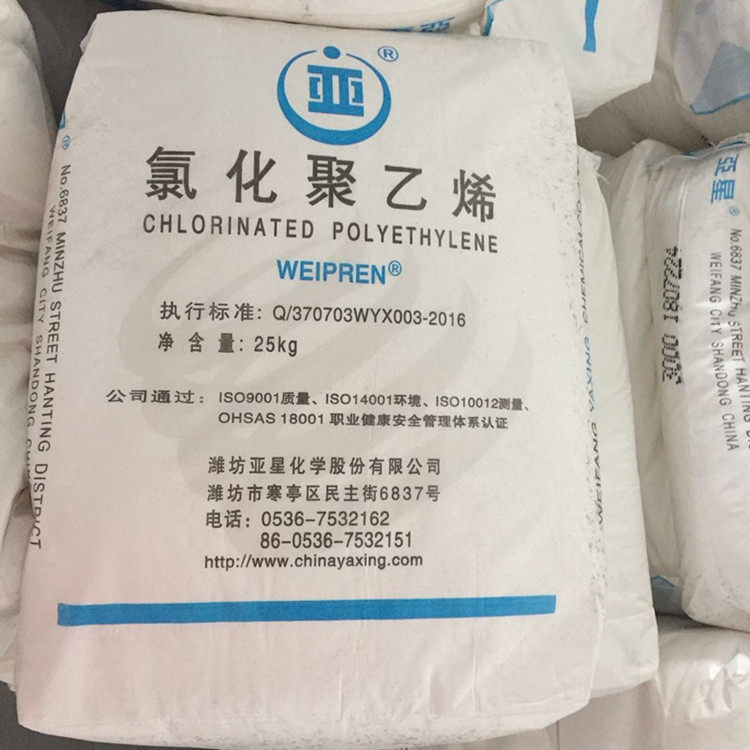 亚
®
氯化聚乙烯
CHLORINATED POLYETHYLENE
WEIPREN®
执行标准: Q/370703WYX003-2016
净 含 量: 25kg
公司通过: ISO9001质量、ISO14001环境、ISO10012测量、
OHSAS 18001 职业健康安全管理体系认证
潍坊亚星化学股份有限公司
潍坊市寒亭区民主街6837号
电话: 0536-7532162
86-0536-7532151
http://www.chinayaxing.com
®
No.6837 MINZHU STREET HANTING DISTRICT
WEIFANG CITY SHANDONG
亚星®
No.6837 MINZHU STREET HANTING
WEIFANG CITY SHANDONG CHINA
WEIFANG YAXING